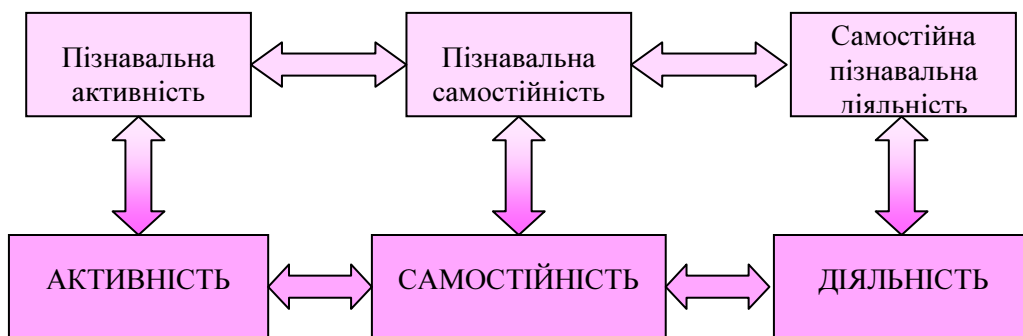 Пізнавальна
активність
Пізнавальна
самостійність
Самостійна
пізнавальна
діяльність
АКТИВНІСТЬ
САМОСТІЙНІСТЬ
ДІЯЛЬНІСТЬ